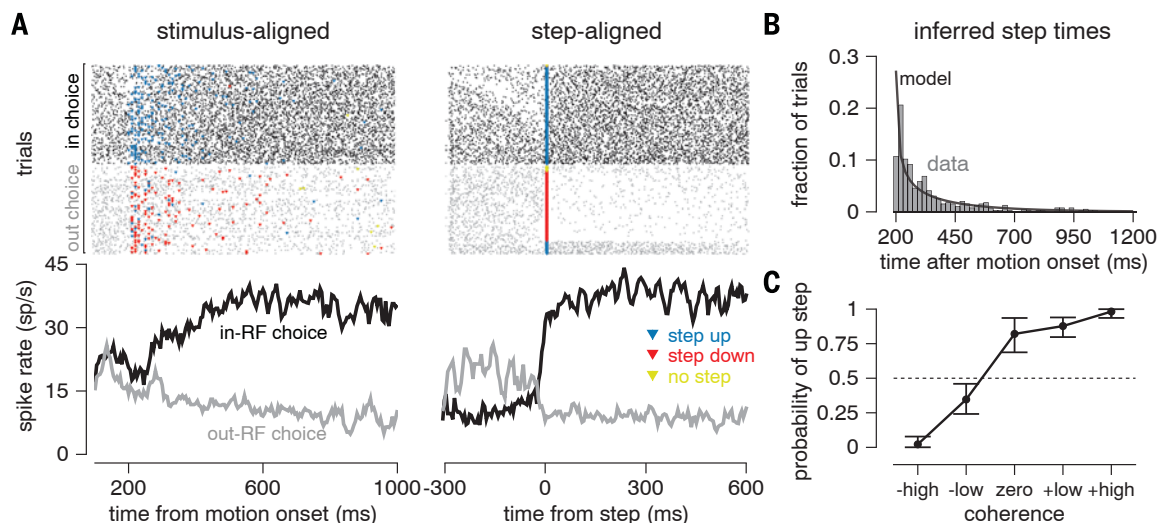 A
stimulus-aligned
step-aligned
trials
in choice
out choice
spike rate (sp/s)
45
30
15
0
in-RF choice
out-RF choice
200
600
1000
time from motion onset (ms)
step up
step down
no step
-300
0
300
600
time from step (ms)
B
inferred step times
fraction of trials
0.3
0.2
0.1
0
model
data
200
450
700
950
1200
time after motion onset (ms)
C
probability of up step
1
0.75
0.5
0.25
0
-high
-low
zero
+low
+high
coherence